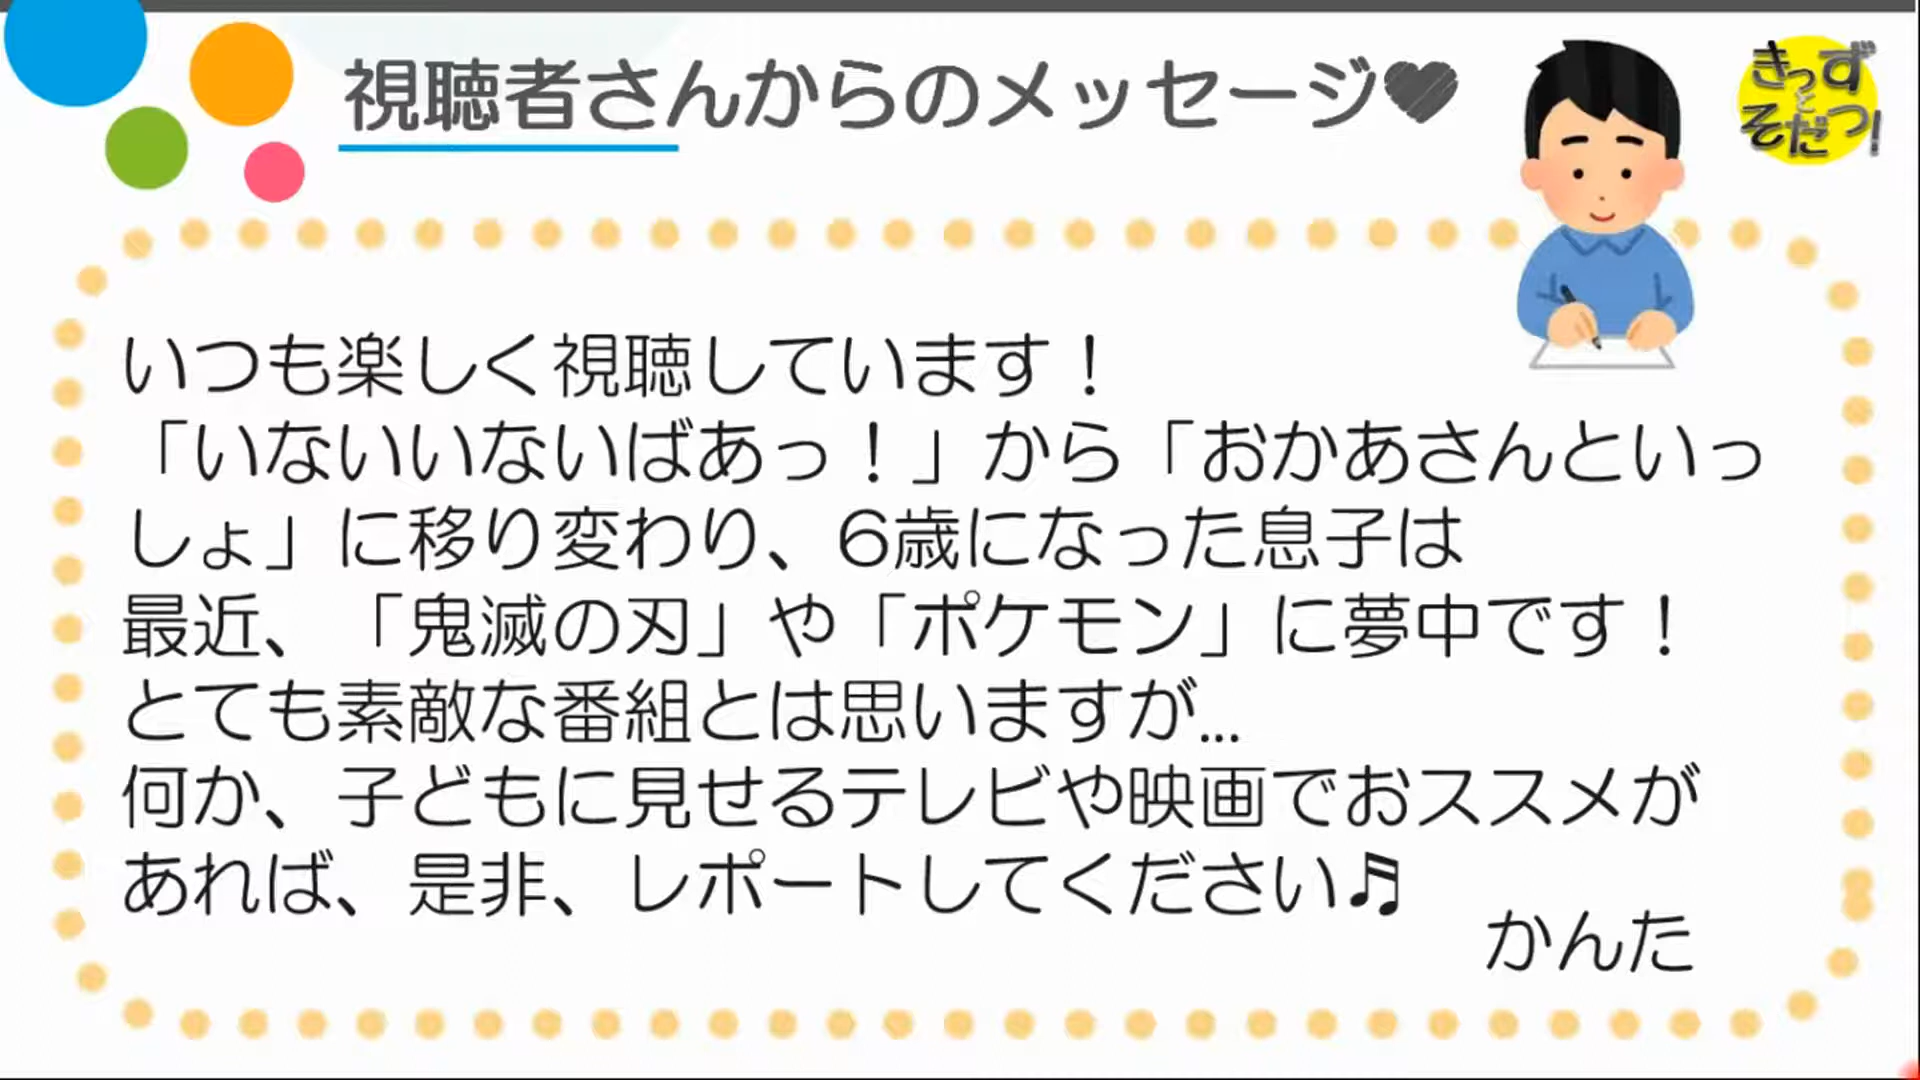 視聴者さんからのメッセージ♥
きっずと
そだつ!
いつも楽しく視聴しています！
「いないいないばあっ！」から「おかあさんといっ
しょ」に移り変わり、6歳になった息子は
最近、「鬼滅の刃」や「ポケモン」に夢中です！
とても素敵な番組とは思いますが...
何か、子どもに見せるテレビや映画でおススメが
あれば、是非、レポートしてください♬
かんた